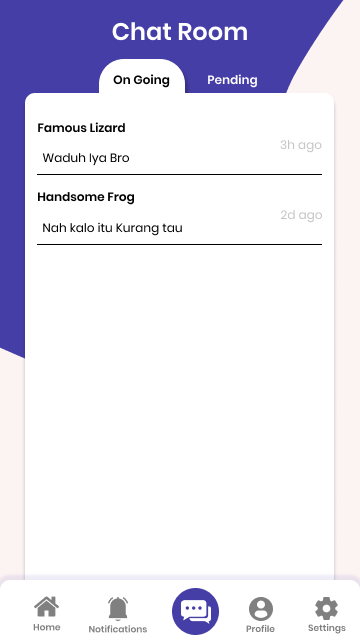 Chat Room
On Going
Pending
Famous Lizard
3h ago
Waduh Iya Bro
Handsome Frog
2d ago
Nah kalo itu Kurang tau
Home
Notifications
Profile
Settings